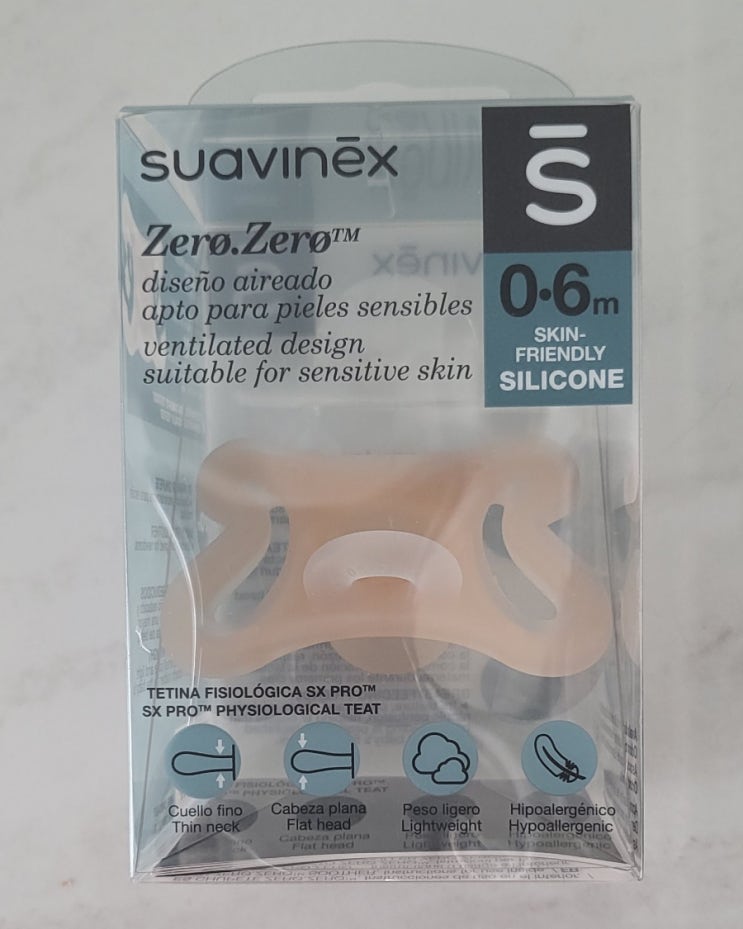 suavinēx
Zerø.Zerø™
diseño aireado
apto para pieles sensibles
ventilated design
suitable for sensitive skin
s̄
0·6m
SKIN-
FRIENDLY
SILICONE
TETINA FISIOLÓGICA SX PRO™
SX PRO™ PHYSIOLOGICAL TEAT
Cuello fino
Thin neck
Cabeza plana
Flat head
Peso ligero
Lightweight
Hipoalergénico
Hypoallergenic